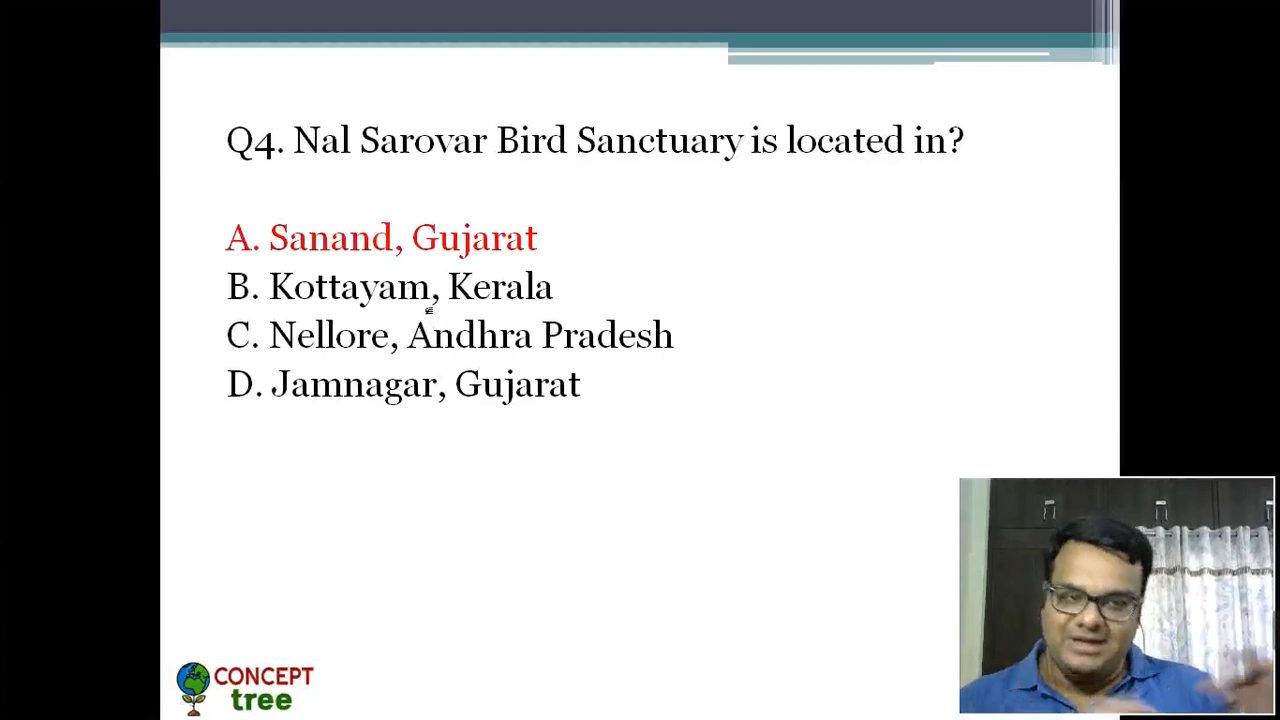 Q4. Nal Sarovar Bird Sanctuary is located in?
A. Sanand, Gujarat
B. Kottayam, Kerala
C. Nellore, Andhra Pradesh
D. Jamnagar, Gujarat
CONCEPT
tree